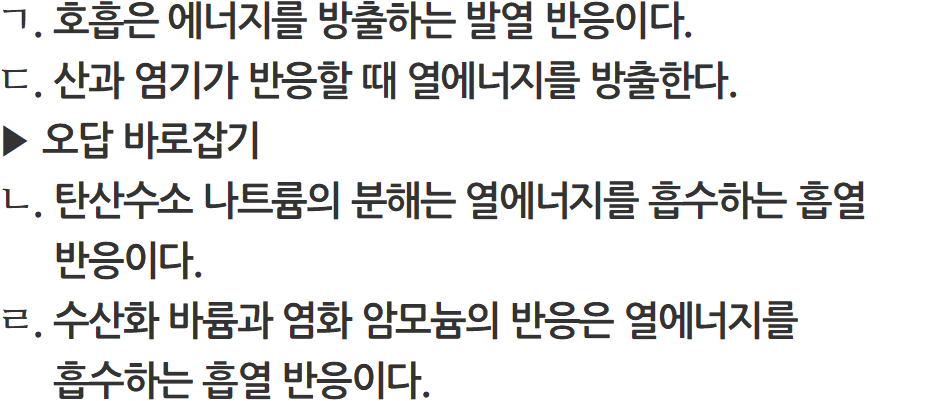 ㄱ. 호흡은 에너지를 방출하는 발열 반응이다.
ㄷ. 산과 염기가 반응할 때 열에너지를 방출한다.
▶ 오답 바로잡기
ㄴ. 탄산수소 나트륨의 분해는 열에너지를 흡수하는 흡열
반응이다.
ㄹ. 수산화 바륨과 염화 암모늄의 반응은 열에너지를
흡수하는 흡열 반응이다.